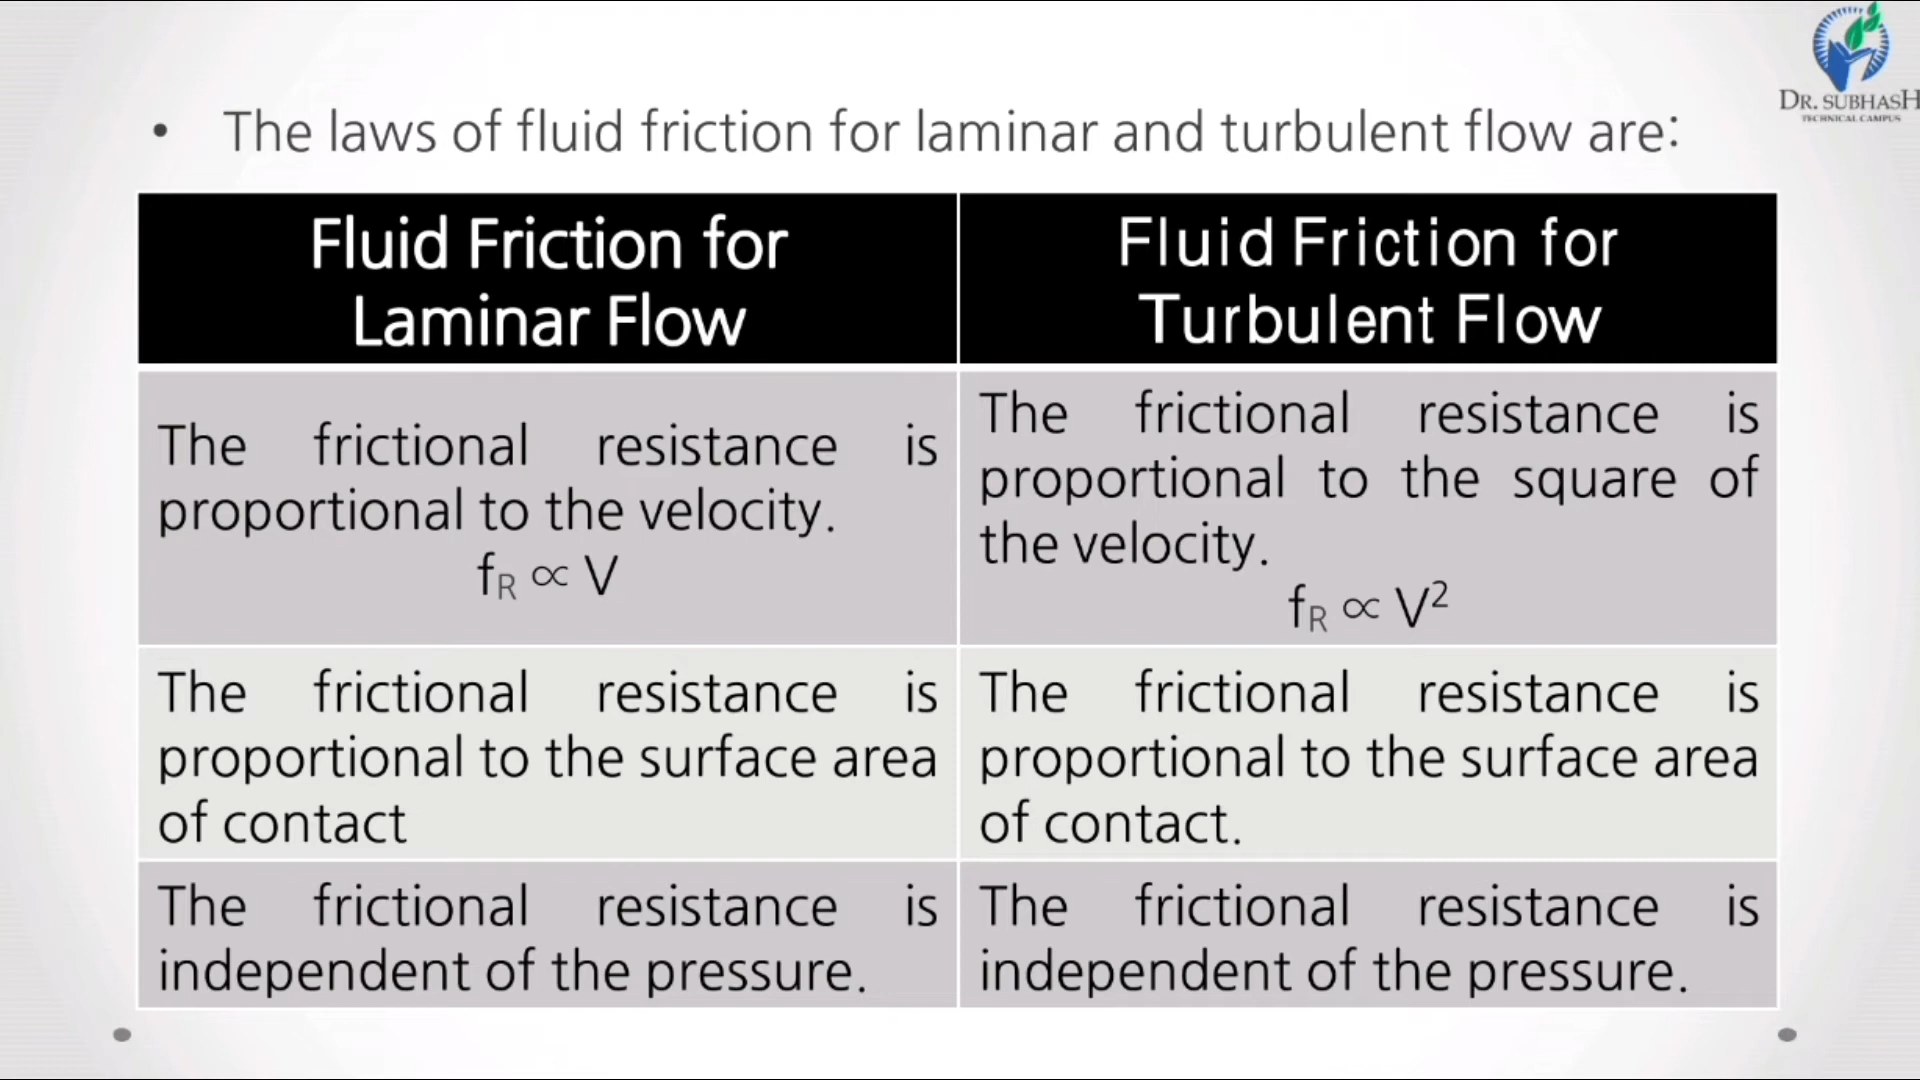 DR. SUBHASH
TECHNICAL CAMPUS
• The laws of fluid friction for laminar and turbulent flow are:
Fluid Friction for
Laminar Flow
Fluid Friction for
Turbulent Flow
The frictional resistance is
proportional to the velocity.
fR ∝ V
The frictional resistance is
proportional to the square of
the velocity.
fR ∝ V²
The frictional resistance is
proportional to the surface area
of contact
The frictional resistance is
proportional to the surface area
of contact.
The frictional resistance is
independent of the pressure.
The frictional resistance is
independent of the pressure.